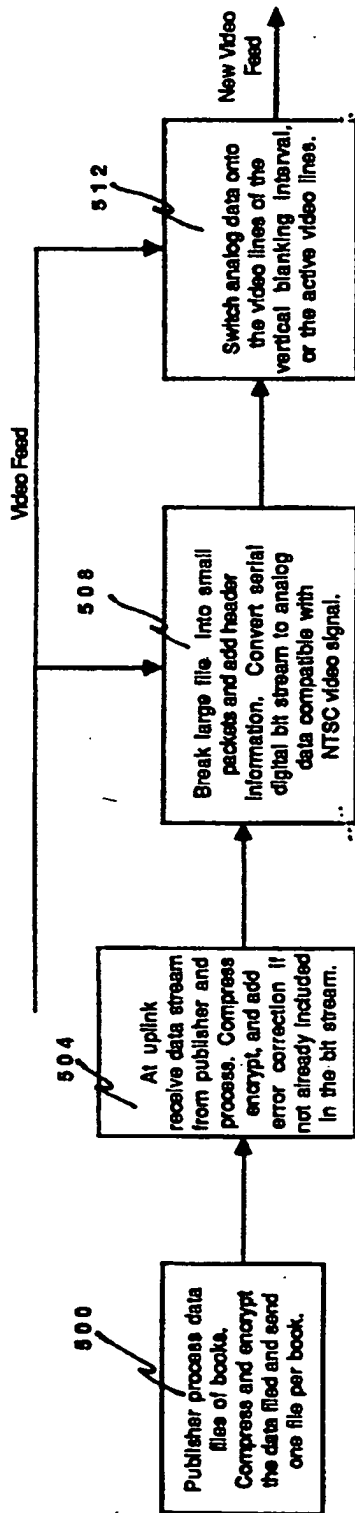 500
Publisher process data
files of books.
Compress and encrypt
the data filed and send
one file per book.
504
At uplink
receive data stream
from publisher and
process. Compress
encrypt, and add
error correction if
not already included
in the bit stream.
Video Feed
508
Break large file Into small
packets and add header
Information. Convert serial
digital bit stream to analog
data compatible with
NTSC video signal.
512
Switch analog data onto
the video lines of the
vertical blanking interval,
or the active video lines.
New Video
Feed